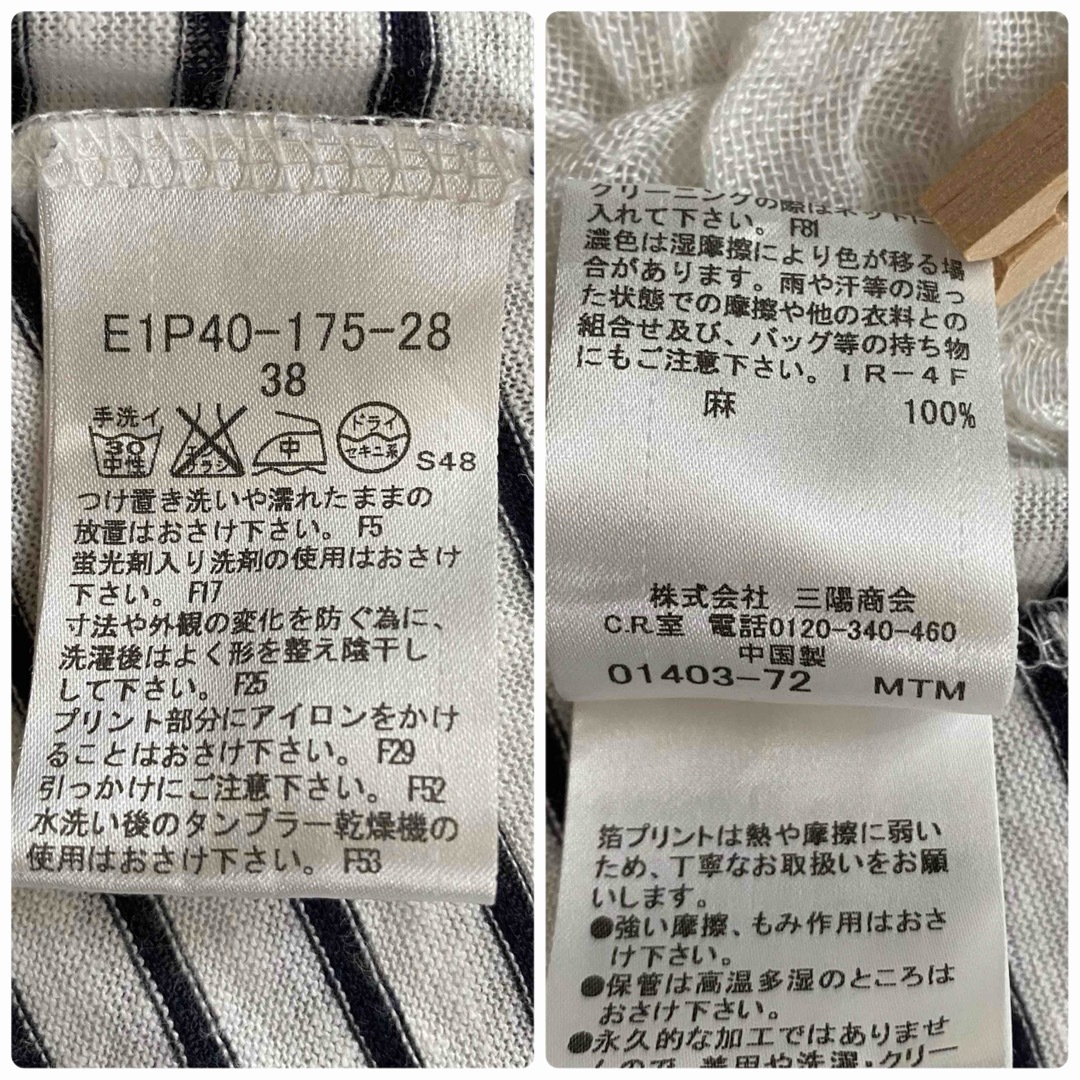 E1P40-175-28
38
手洗イ
30
中性
エンソ
サラシ
中
ドライ
セキユ系
S48
つけ置き洗いや濡れたままの
放置はおさけ下さい。 F5
蛍光剤入り洗剤の使用はおさけ
下さい。 F17
寸法や外観の変化を防ぐ為に、
洗濯後はよく形を整え陰干し
して下さい。 F25
プリント部分にアイロンをかけ
ることはおさけ下さい。 F29
引っかけにご注意下さい。 F52
水洗い後のタンブラー乾燥機の
使用はおさけ下さい。 F53
クリーニングの際はネットに
入れて下さい。 F81
濃色は湿摩擦により色が移る場
合があります。雨や汗等の湿っ
た状態での摩擦や他の衣料との
組合せ及び、バッグ等の持ち物
にもご注意下さい。 IR-4F
麻 100%
株式会社 三陽商会
C.R.室 電話0120-340-460
中国製
01403-72 MTM
箔プリントは熱や摩擦に弱い
ため、丁寧なお取扱いをお願
いします。
●強い摩擦、もみ作用はおさ
け下さい。
●保管は高温多湿のところは
おさけ下さい。
●永久的な加工ではありませ
んので、着用や洗濯・クリー